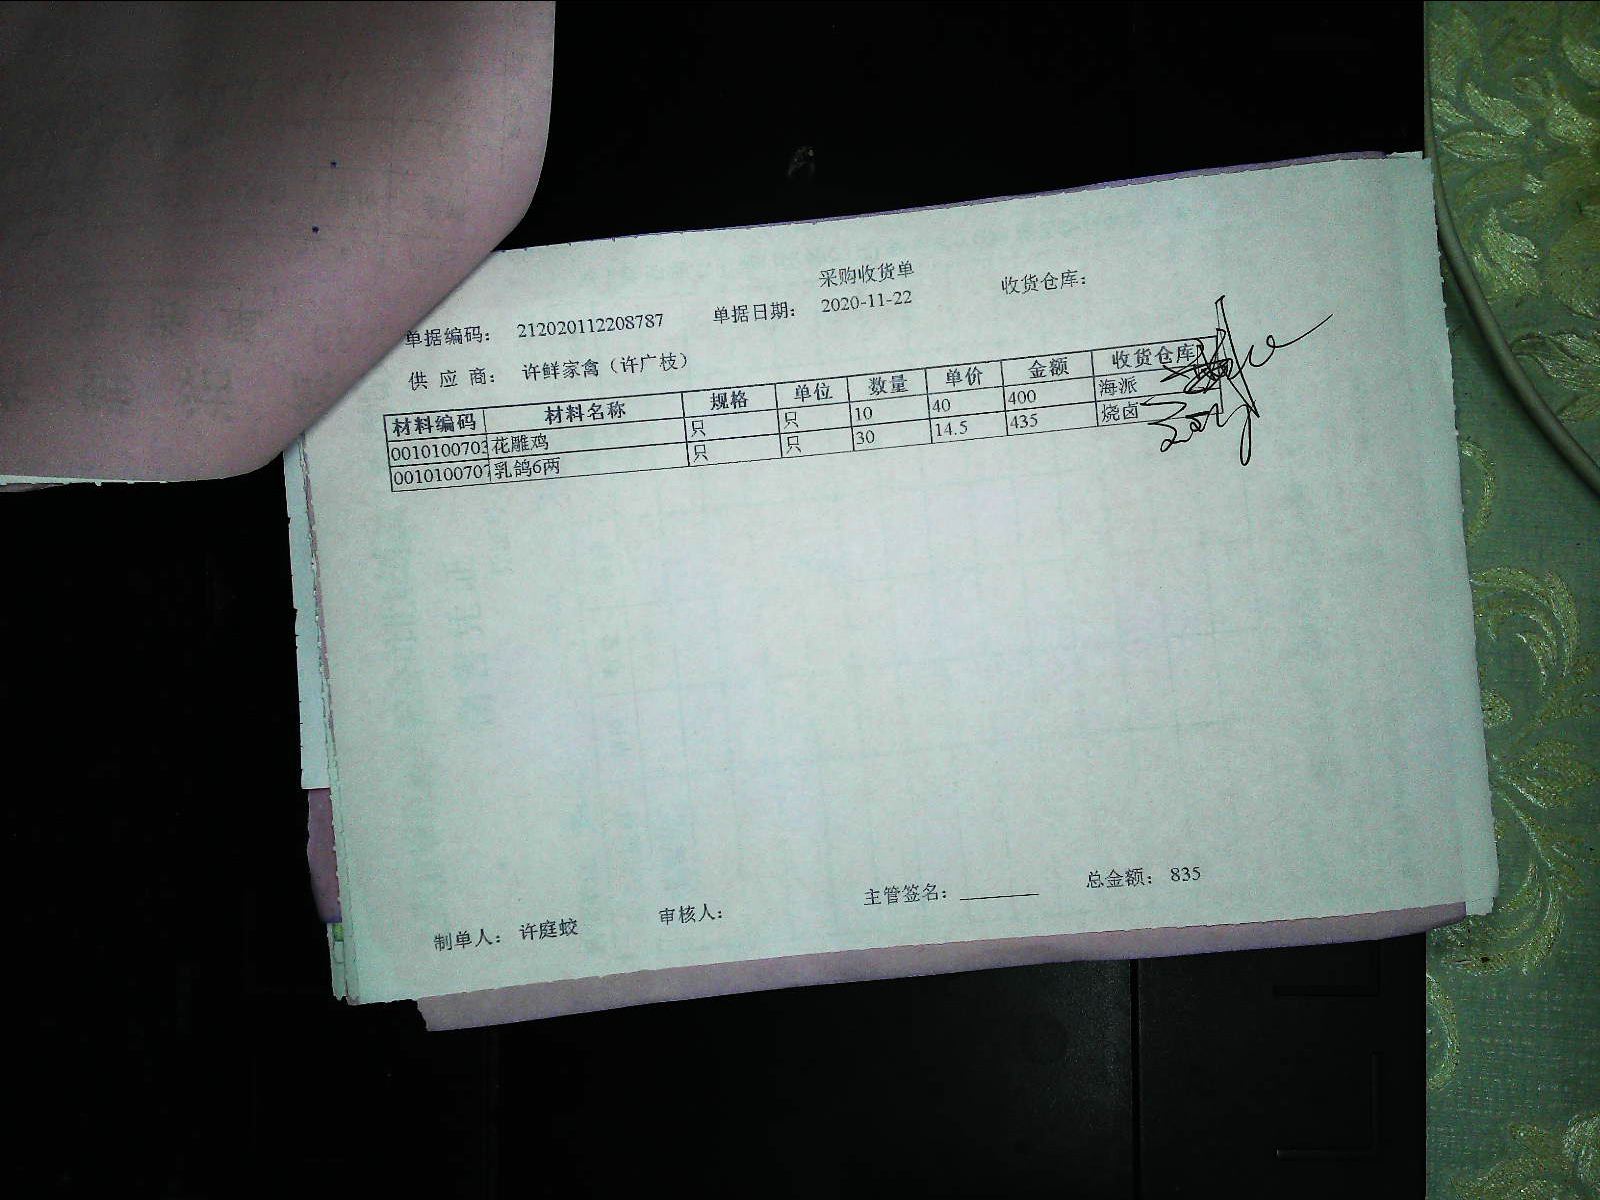 采购收货单
单据编码： 212020112208787 单据日期： 2020-11-22 收货仓库：
供 应 商： 许鲜家禽（许广枝）
材料编码 材料名称 规格 单位 数量 单价 金额 收货仓库
0010100703 花雕鸡 只 只 10 40 400 海派
0010100707 乳鸽6两 只 只 30 14.5 435 烧卤
制单人： 许庭蛟 审核人： 主管签名：________ 总金额： 835